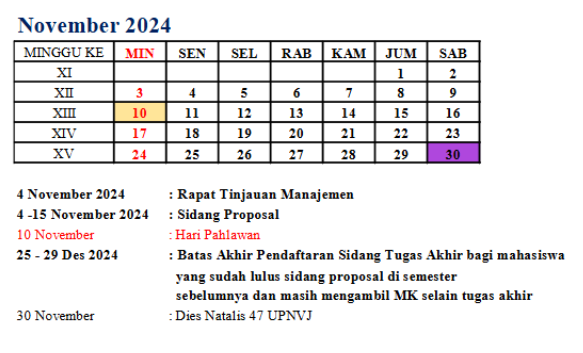 November 2024
MINGGU KE MIN SEN SEL RAB KAM JUM SAB
XI 1 2
XII 3 4 5 6 7 8 9
XIII 10 11 12 13 14 15 16
XIV 17 18 19 20 21 22 23
XV 24 25 26 27 28 29 30
4 November 2024 : Rapat Tinjauan Manajemen
4 -15 November 2024 : Sidang Proposal
10 November : Hari Pahlawan
25 - 29 Des 2024 : Batas Akhir Pendaftaran Sidang Tugas Akhir bagi mahasiswa
yang sudah lulus sidang proposal di semester
sebelumnya dan masih mengambil MK selain tugas akhir
30 November : Dies Natalis 47 UPNVJ